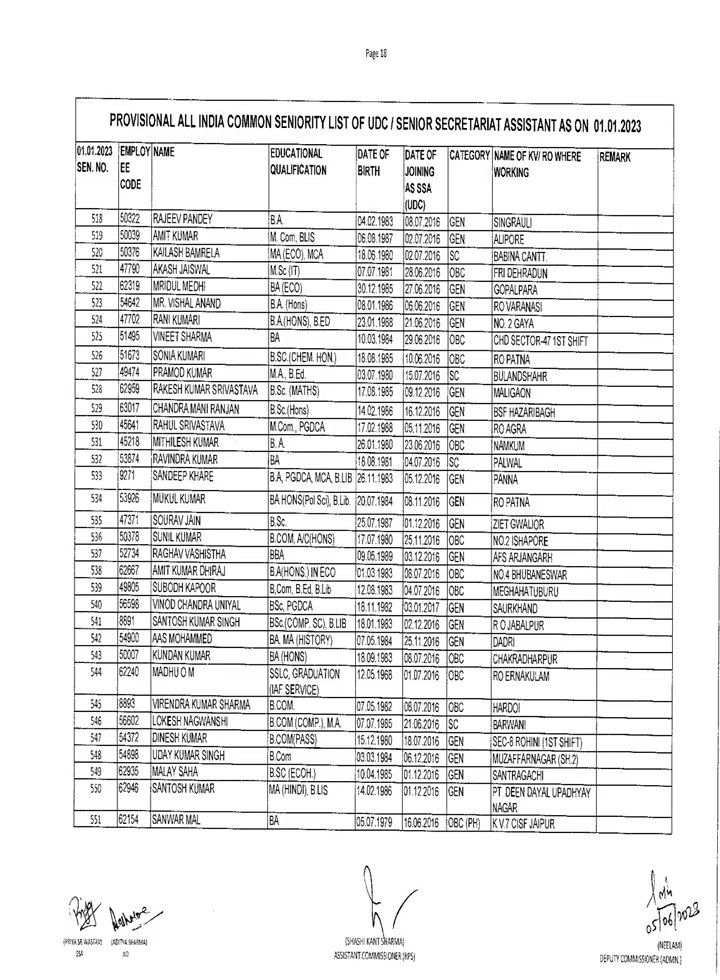 Page 18
PROVISIONAL ALL INDIA COMMON SENIORITY LIST OF UDC / SENIOR SECRETARIAT ASSISTANT AS ON 01.01.2023
01.01.2023 SEN. NO. EMPLOYEE CODE NAME EDUCATIONAL QUALIFICATION DATE OF BIRTH DATE OF JOINING AS SSA (UDC) CATEGORY NAME OF KV/ RO WHERE WORKING REMARK
518 50322 RAJEEV PANDEY B.A. 04.02.1983 08.07.2016 GEN SINGRAULI
519 50039 AMIT KUMAR M. Com, BLIS 06.08.1987 02.07.2016 GEN ALIPORE
520 50376 KAILASH BAMRELA MA (ECO), MCA 18.06.1980 02.07.2016 SC BABINA CANTT.
521 47790 AKASH JAISWAL M.Sc (IT) 07.07.1981 28.06.2016 OBC FRI DEHRADUN
522 62319 MRIDUL MEDHI BA (ECO) 30.12.1985 27.06.2016 GEN GOPALPARA
523 54642 MR. VISHAL ANAND B.A. (Hons) 08.01.1986 06.06.2016 GEN RO VARANASI
524 47702 RANI KUMARI B.A.(HONS), B.ED 23.01.1988 21.06.2016 GEN NO. 2 GAYA
525 51495 VINEET SHARMA BA 10.03.1984 29.06.2016 OBC CHD SECTOR-47 1ST SHIFT
526 51673 SONIA KUMARI B.SC.(CHEM. HON.) 18.08.1985 10.06.2016 OBC RO PATNA
527 49474 PRAMOD KUMAR M.A., B.Ed. 03.07.1980 15.07.2016 SC BULANDSHAHR
528 62959 RAKESH KUMAR SRIVASTAVA B.Sc. (MATHS) 17.08.1985 09.12.2016 GEN MALIGAON
529 63017 CHANDRA MANI RANJAN B.Sc.(Hons) 14.02.1986 16.12.2016 GEN BSF HAZARIBAGH
530 45641 RAHUL SRIVASTAVA M.Com., PGDCA 17.02.1988 05.11.2016 GEN RO AGRA
531 45218 MITHILESH KUMAR B. A. 26.01.1980 23.06.2016 OBC NAMKUM
532 53874 RAVINDRA KUMAR BA 18.08.1981 04.07.2016 SC PALWAL
533 9271 SANDEEP KHARE B.A, PGDCA, MCA, B.LIB 26.11.1983 05.12.2016 GEN PANNA
534 53926 MUKUL KUMAR BA HONS(Pol Sci), B.Lib. 20.07.1984 08.11.2016 GEN RO PATNA
535 47371 SOURAV JAIN B.Sc. 25.07.1987 01.12.2016 GEN ZIET GWALIOR
536 50378 SUNIL KUMAR B.COM, A/C(HONS) 17.07.1980 25.11.2016 OBC NO.2 ISHAPORE
537 52734 RAGHAV VASHISTHA BBA 09.05.1989 03.12.2016 GEN AFS ARJANGARH
538 62667 AMIT KUMAR DHIRAJ B.A(HONS.) IN ECO 01.03.1983 08.07.2016 OBC NO.4 BHUBANESWAR
539 49805 SUBODH KAPOOR B,Com, B.Ed, B.Lib 12.08.1983 04.07.2016 OBC MEGHAHATUBURU
540 56596 VINOD CHANDRA UNIYAL BSc, PGDCA 18.11.1982 03.01.2017 GEN SAURKHAND
541 8891 SANTOSH KUMAR SINGH BSc.(COMP. SC), B.LIB 18.01.1983 02.12.2016 GEN R O JABALPUR
542 54900 AAS MOHAMMED BA, MA (HISTORY) 07.05.1984 25.11.2016 GEN DADRI
543 50007 KUNDAN KUMAR BA (HONS) 18.09.1983 06.07.2016 OBC CHAKRADHARPUR
544 62240 MADHU O M SSLC, GRADUATION (IAF SERVICE) 12.05.1968 01.07.2016 OBC RO ERNAKULAM
545 8893 VIRENDRA KUMAR SHARMA B.COM. 07.05.1982 08.07.2016 OBC HARDOI
546 56602 LOKESH NAGWANSHI B.COM (COMP.), M.A. 07.07.1985 21.06.2016 SC BARWANI
547 54372 DINESH KUMAR B.COM(PASS) 15.12.1980 18.07.2016 GEN SEC-8 ROHINI (1ST SHIFT)
548 54898 UDAY KUMAR SINGH B.Com 03.03.1984 06.12.2016 GEN MUZAFFARNAGAR (SH.2)
549 62935 MALAY SAHA B.SC (ECOH.) 10.04.1985 01.12.2016 GEN SANTRAGACHI
550 62946 SANTOSH KUMAR MA (HINDI), B.LIS 14.02.1986 01.12.2016 GEN PT DEEN DAYAL UPADHYAY NAGAR
551 62154 SANWAR MAL BA 05.07.1979 16.06.2016 OBC (PH) K V 7 CISF JAIPUR
05/06/2023
(PRIYA SRIVASTAV) (ADITYA SHARMA) (SHASHI KANT SHARMA) (NEELAM)
SSA ASSISTANT COMMISSIONER (RPS) DEPUTY COMMISSIONER (ADMN.)